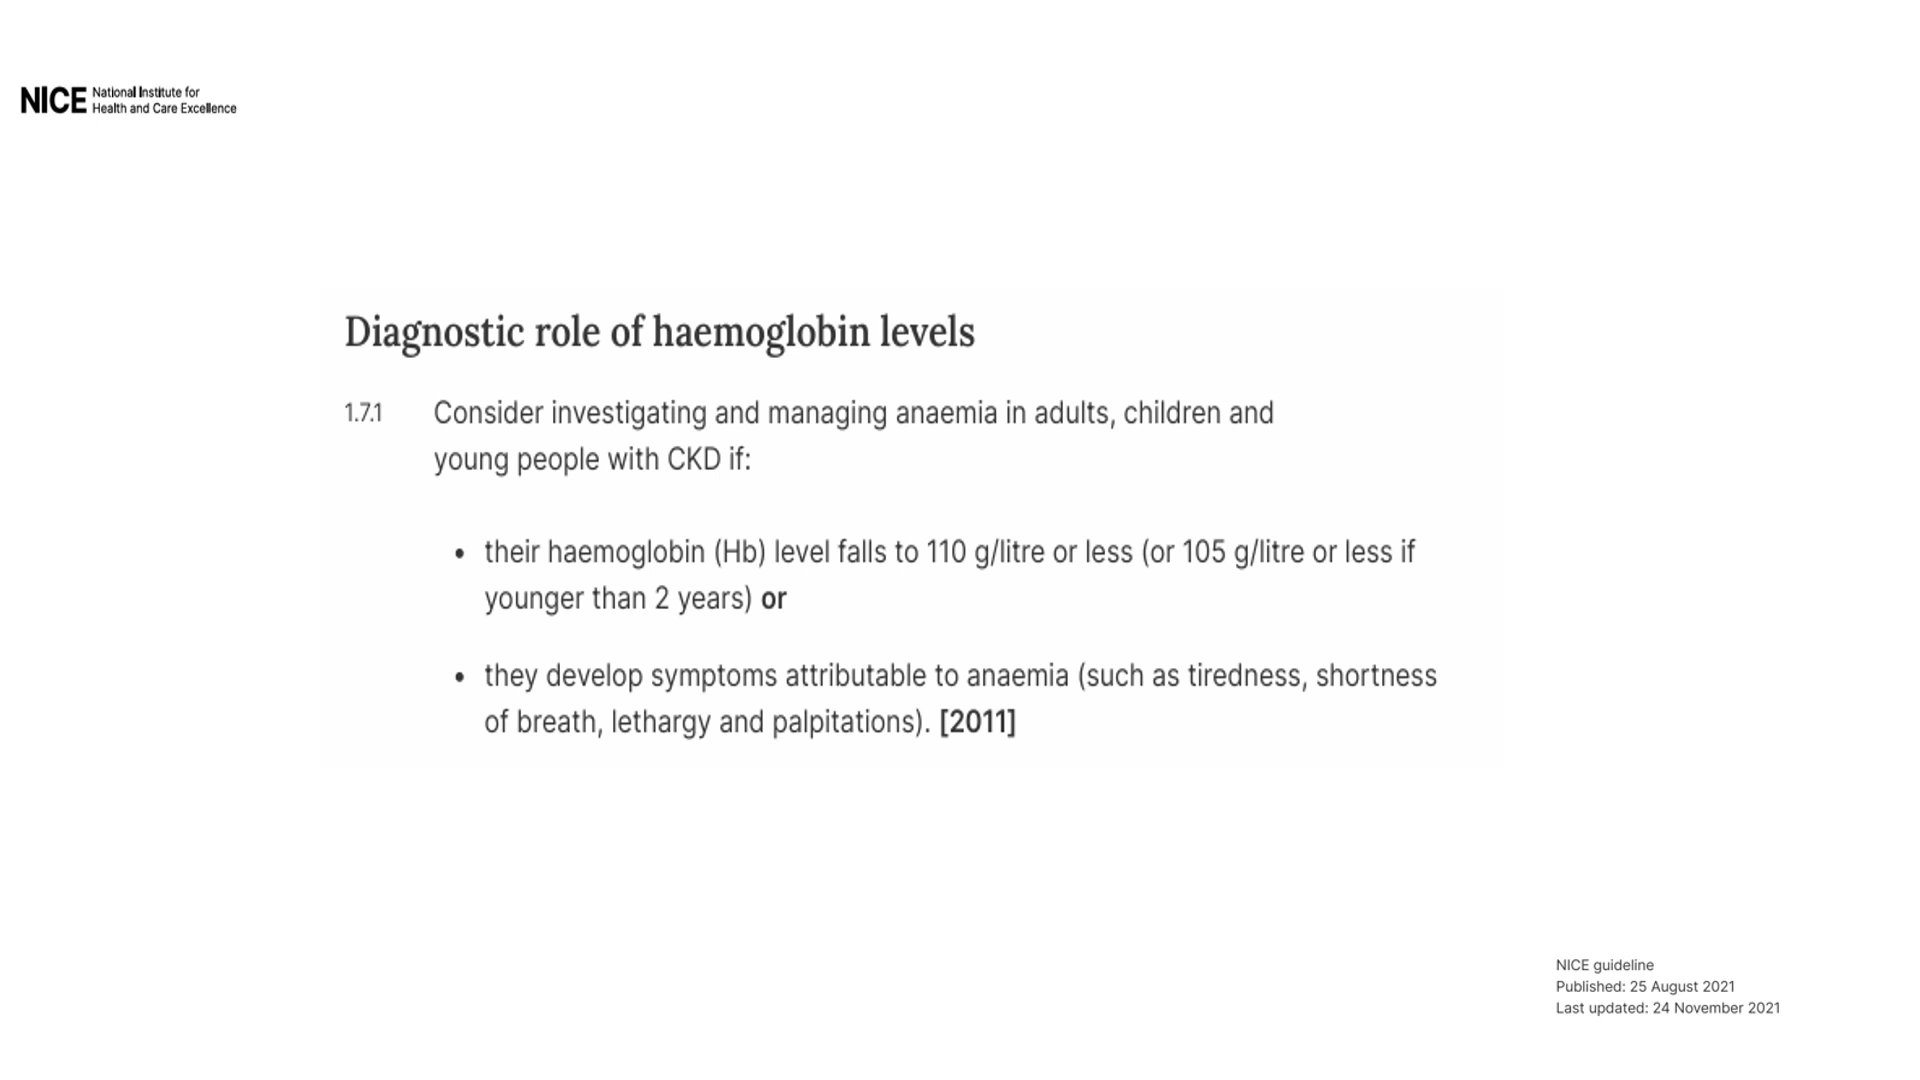 NICE National Institute for
Health and Care Excellence
Diagnostic role of haemoglobin levels
1.7.1 Consider investigating and managing anaemia in adults, children and
young people with CKD if:
• their haemoglobin (Hb) level falls to 110 g/litre or less (or 105 g/litre or less if
younger than 2 years) or
• they develop symptoms attributable to anaemia (such as tiredness, shortness
of breath, lethargy and palpitations). [2011]
NICE guideline
Published: 25 August 2021
Last updated: 24 November 2021